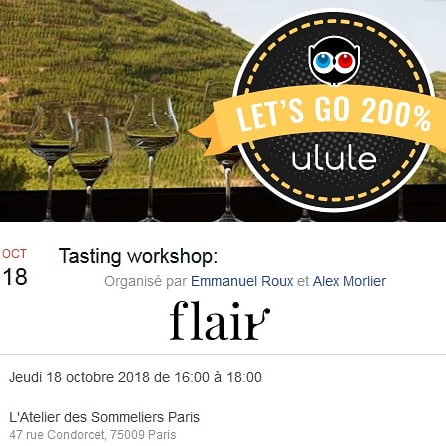 LET'S GO 200%
ulule
OCT
18
Tasting workshop:
Organisé par Emmanuel Roux et Alex Morlier
flair
Jeudi 18 octobre 2018 de 16:00 à 18:00
L'Atelier des Sommeliers Paris
47 rue Condorcet, 75009 Paris